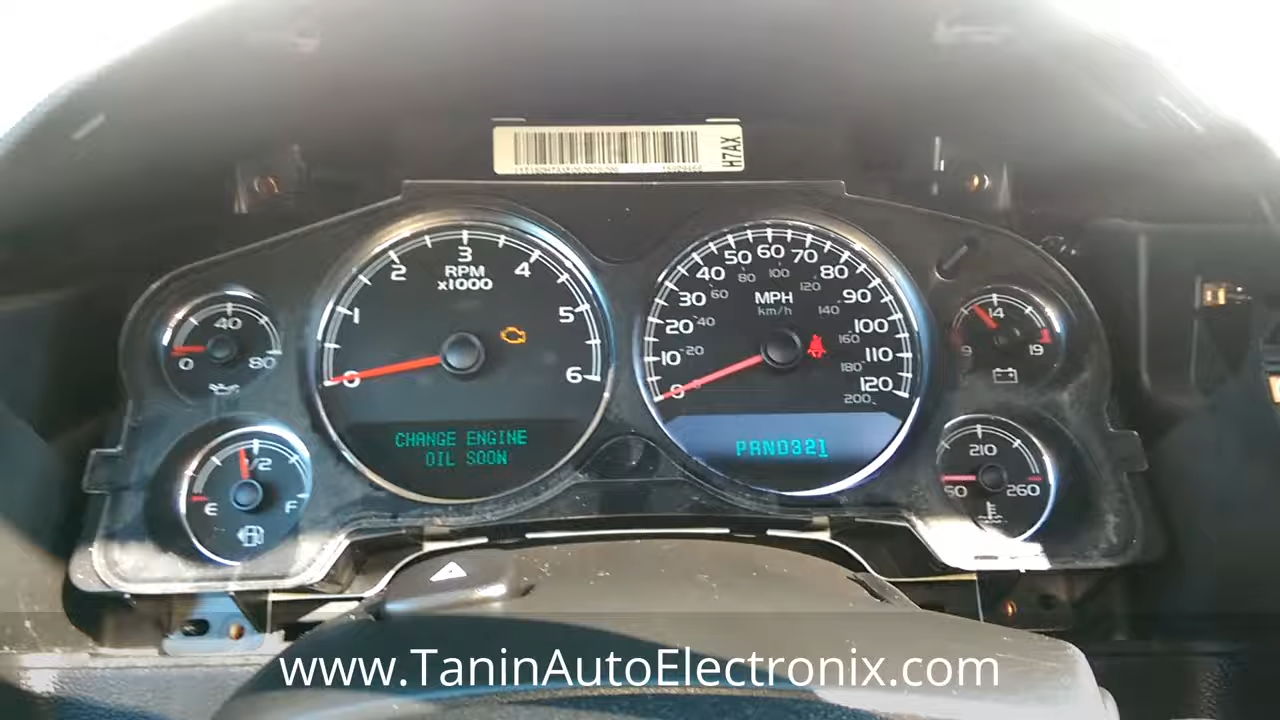 H7AX
0 40 80
E 1/2 F
0 1 2 3 4 5 6
RPM
x1000
CHANGE ENGINE
OIL SOON
0 10 20 30 40 50 60 70 80 90 100 110 120
20 40 60 80 100 120 140 160 180 200
MPH
km/h
PRND321
9 14 19
210
260
www.TaninAutoElectronix.com